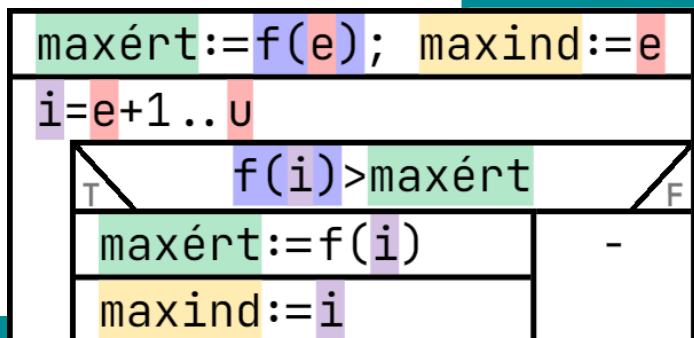 maxért:=f(e); maxind:=e
i=e+1..u
T f(i)>maxért F
maxért:=f(i) -
maxind:=i